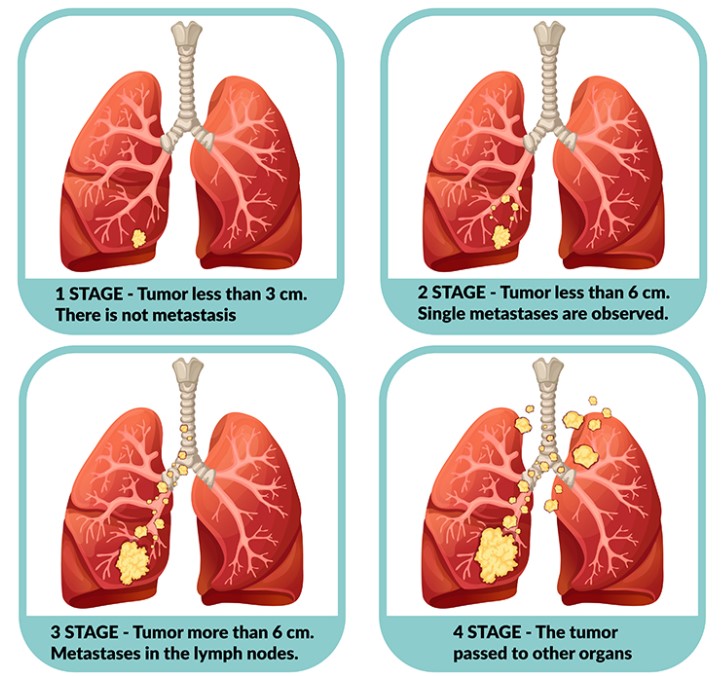 1 STAGE - Tumor less than 3 cm.
There is not metastasis
2 STAGE - Tumor less than 6 cm.
Single metastases are observed.
3 STAGE - Tumor more than 6 cm.
Metastases in the lymph nodes.
4 STAGE - The tumor
passed to other organs